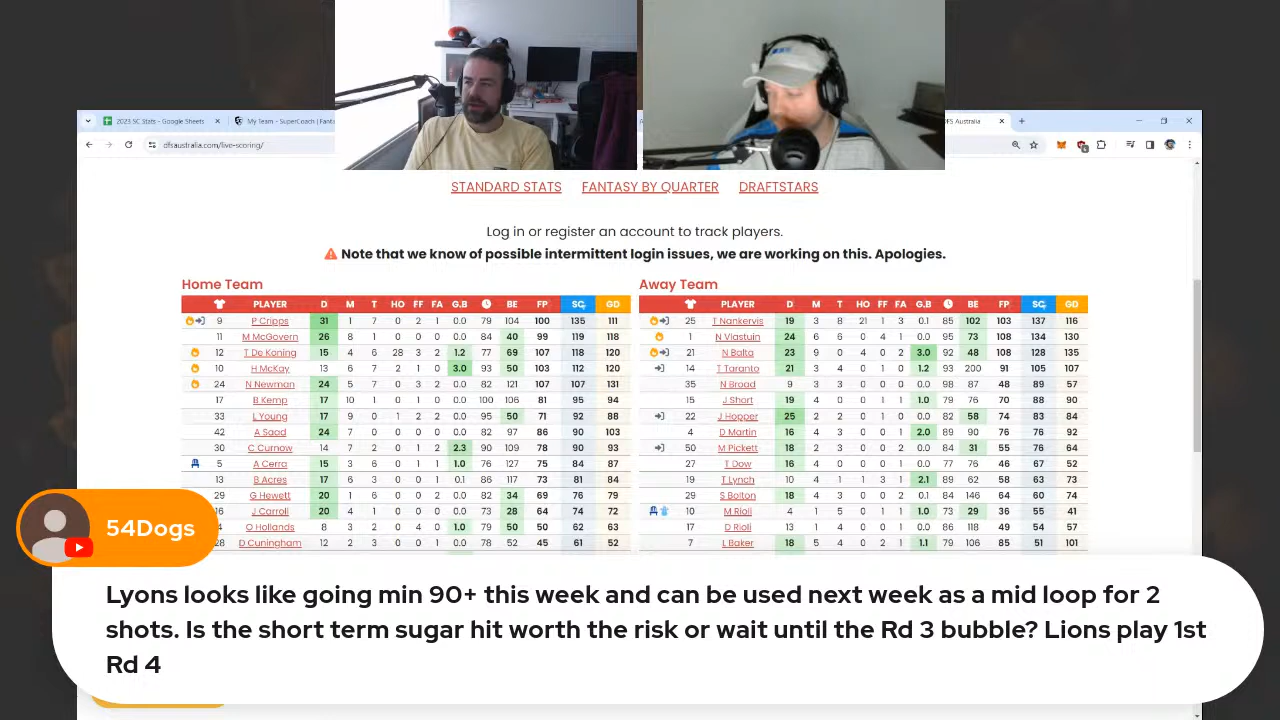 2023 SC Stats - Google Sheets
My Team - SuperCoach | Fanta
DFS Australia
dfsaustralia.com/live-scoring/
STANDARD STATS FANTASY BY QUARTER DRAFTSTARS
Log in or register an account to track players.
Note that we know of possible intermittent login issues, we are working on this. Apologies.
Home Team
PLAYER D M T HO FF FA G.B BE FP SC GD
9 P Cripps 31 1 7 0 2 1 0.0 79 104 100 135 111
11 M McGovern 26 8 1 0 0 0 0.0 84 40 99 119 118
12 T De Koning 15 4 6 28 3 2 1.2 77 69 107 118 120
10 H McKay 13 6 7 2 1 0 3.0 93 50 103 112 120
24 N Newman 24 5 7 0 3 2 0.0 82 121 107 107 131
17 B Kemp 17 10 1 0 1 0 0.0 100 106 81 95 94
33 L Young 17 9 0 1 2 2 0.0 95 50 71 92 88
42 A Saad 24 7 0 0 0 0 0.0 82 97 86 90 103
30 C Curnow 14 7 2 0 1 2 2.3 90 109 78 90 93
5 A Cerra 15 3 6 0 1 1 1.0 76 127 75 84 87
13 B Acres 17 6 3 0 0 1 0.1 86 117 73 81 84
29 G Hewett 20 1 6 0 0 2 0.0 82 34 69 76 79
16 J Carroll 20 4 1 0 0 1 0.0 73 28 64 74 72
4 O Hollands 8 3 2 0 4 0 1.0 79 50 50 62 63
28 D Cuningham 12 2 3 0 0 1 0.0 78 52 45 61 52
Away Team
PLAYER D M T HO FF FA G.B BE FP SC GD
25 T Nankervis 19 3 8 21 1 3 0.1 85 102 103 137 116
1 N Vlastuin 24 6 6 0 4 1 0.0 95 73 108 134 130
21 N Balta 23 9 0 4 0 2 3.0 92 48 108 128 135
14 T Taranto 21 3 4 0 1 0 1.2 93 200 91 105 107
35 N Broad 9 3 3 0 0 0 0.0 98 87 48 89 57
15 J Short 19 4 0 0 1 1 1.0 79 76 70 88 90
22 J Hopper 25 2 2 0 1 0 0.0 82 58 74 83 84
4 D Martin 16 4 3 0 1 0 2.0 89 90 76 76 92
50 M Pickett 18 2 3 0 0 2 0.0 84 31 55 76 64
27 T Dow 16 4 0 0 1 0 0.0 77 76 46 67 52
19 T Lynch 10 4 1 1 3 1 2.1 89 62 58 63 73
29 S Bolton 18 4 3 0 0 2 0.1 84 146 64 60 74
10 M Rioli 4 1 5 0 1 1 1.0 73 29 36 55 41
17 D Rioli 13 4 0 0 1 0 0.0 86 118 49 54 57
7 L Baker 18 5 4 0 2 1 1.1 79 106 85 51 101
54Dogs
Lyons looks like going min 90+ this week and can be used next week as a mid loop for 2
shots. Is the short term sugar hit worth the risk or wait until the Rd 3 bubble? Lions play 1st
Rd 4